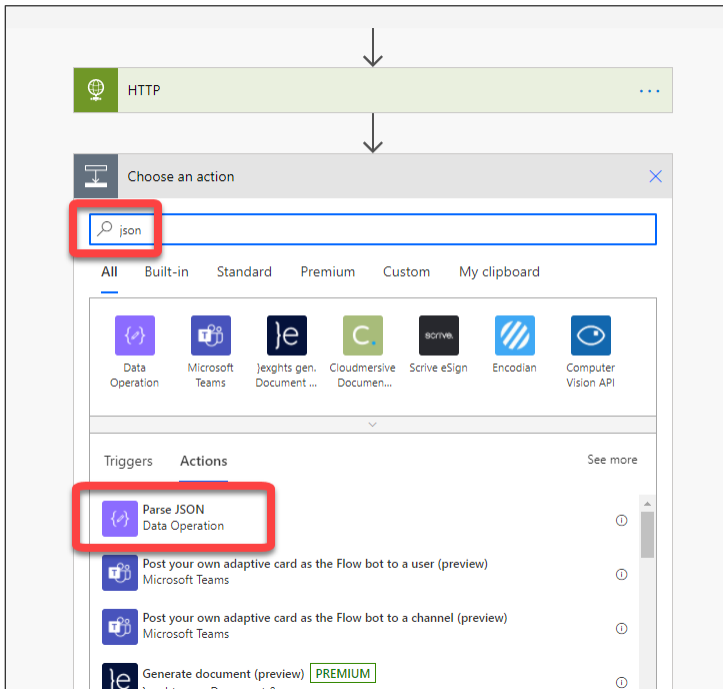 HTTP
Choose an action
json
All Built-in Standard Premium Custom My clipboard
Data Operation
Microsoft Teams
}exghts gen. Document ...
Cloudmersive Documen...
scrive. Scrive eSign
Encodian
Computer Vision API
Triggers Actions See more
Parse JSON
Data Operation
Post your own adaptive card as the Flow bot to a user (preview)
Microsoft Teams
Post your own adaptive card as the Flow bot to a channel (preview)
Microsoft Teams
Generate document (preview) PREMIUM